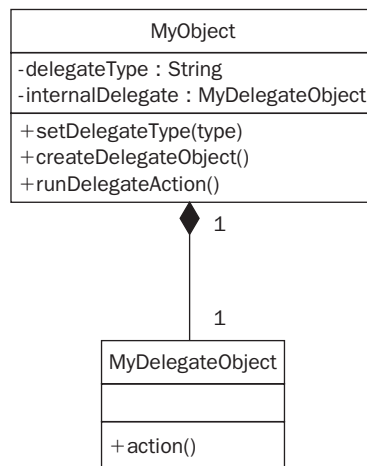 MyObject
-delegateType : String
-internalDelegate : MyDelegateObject
+setDelegateType(type)
+createDelegateObject()
+runDelegateAction()
1
1
MyDelegateObject
+action()